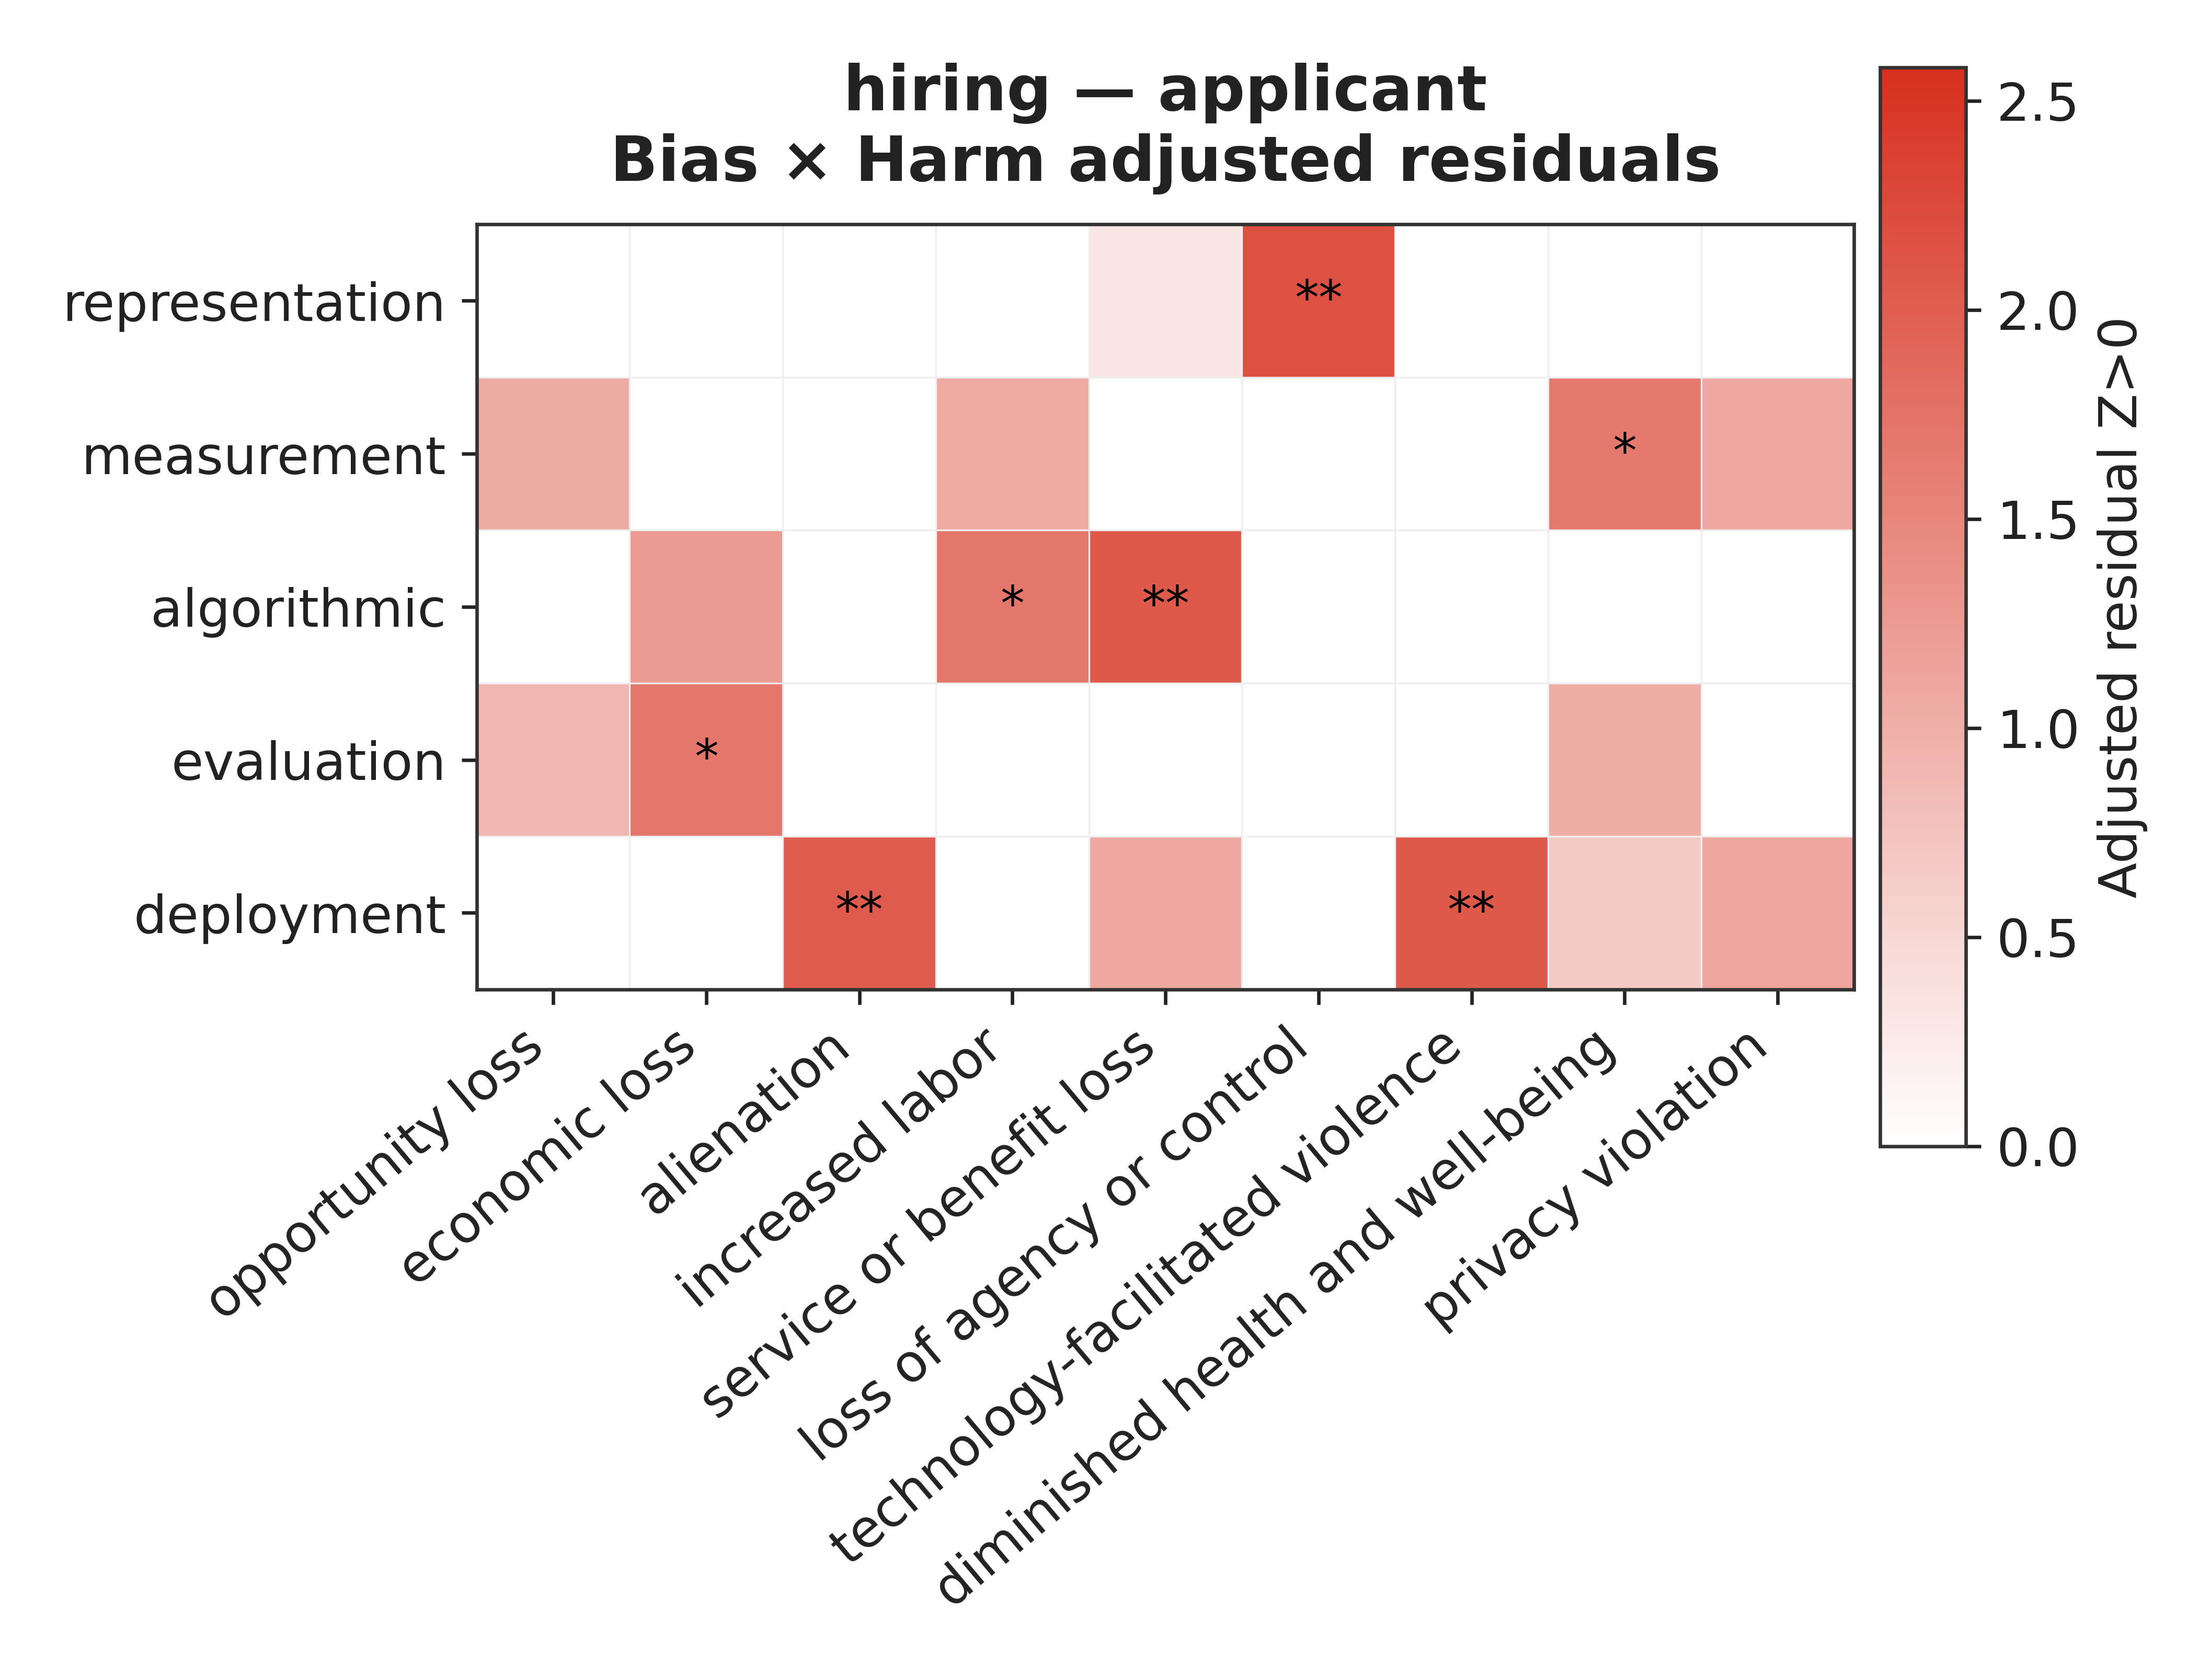 hiring — applicant
Bias × Harm adjusted residuals
representation
measurement
algorithmic
evaluation
deployment
**
*
*
**
*
**
**
opportunity loss
economic loss
alienation
increased labor
service or benefit loss
loss of agency or control
technology-facilitated violence
diminished health and well-being
privacy violation
2.5
2.0
1.5
1.0
0.5
0.0
Adjusted residual Z>0